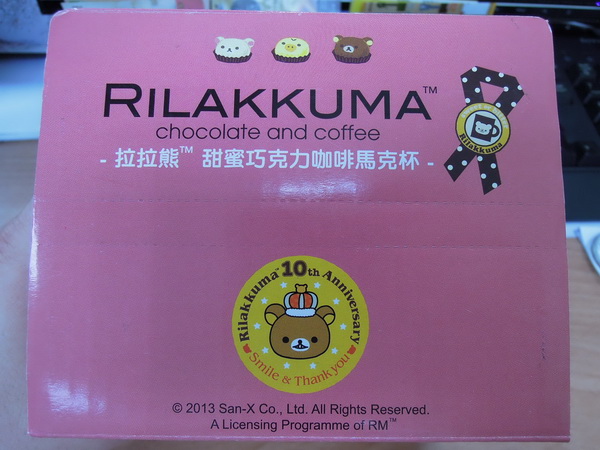 RILAKKUMA™
chocolate and coffee
- 拉拉熊™ 甜蜜巧克力咖啡馬克杯 -
Rilakkuma
Rilakkuma™ 10th Anniversary
Smile & Thank you
© 2013 San-X Co., Ltd. All Rights Reserved.
A Licensing Programme of RM™